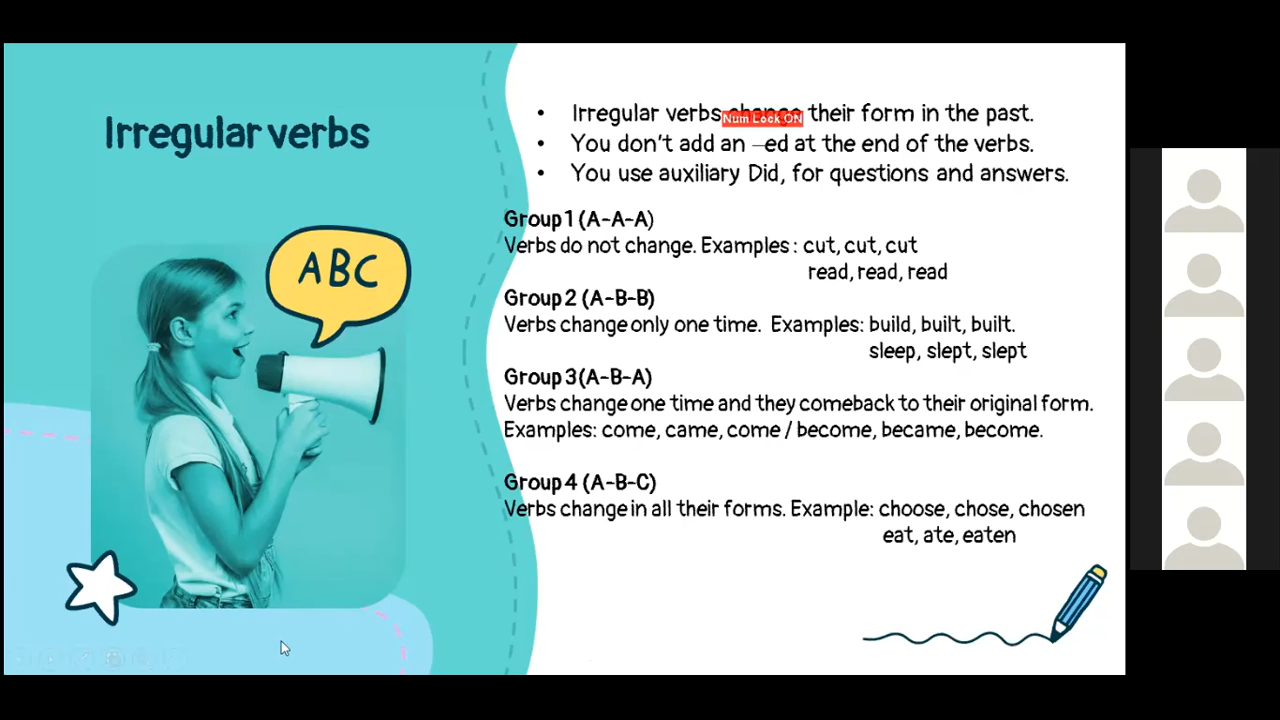 Irregular verbs
ABC
• Irregular verbs change their form in the past.
Num Lock ON
• You don't add an –ed at the end of the verbs.
• You use auxiliary Did, for questions and answers.
Group 1 (A-A-A)
Verbs do not change. Examples : cut, cut, cut
read, read, read
Group 2 (A-B-B)
Verbs change only one time. Examples: build, built, built.
sleep, slept, slept
Group 3(A-B-A)
Verbs change one time and they comeback to their original form.
Examples: come, came, come / become, became, become.
Group 4 (A-B-C)
Verbs change in all their forms. Example: choose, chose, chosen
eat, ate, eaten